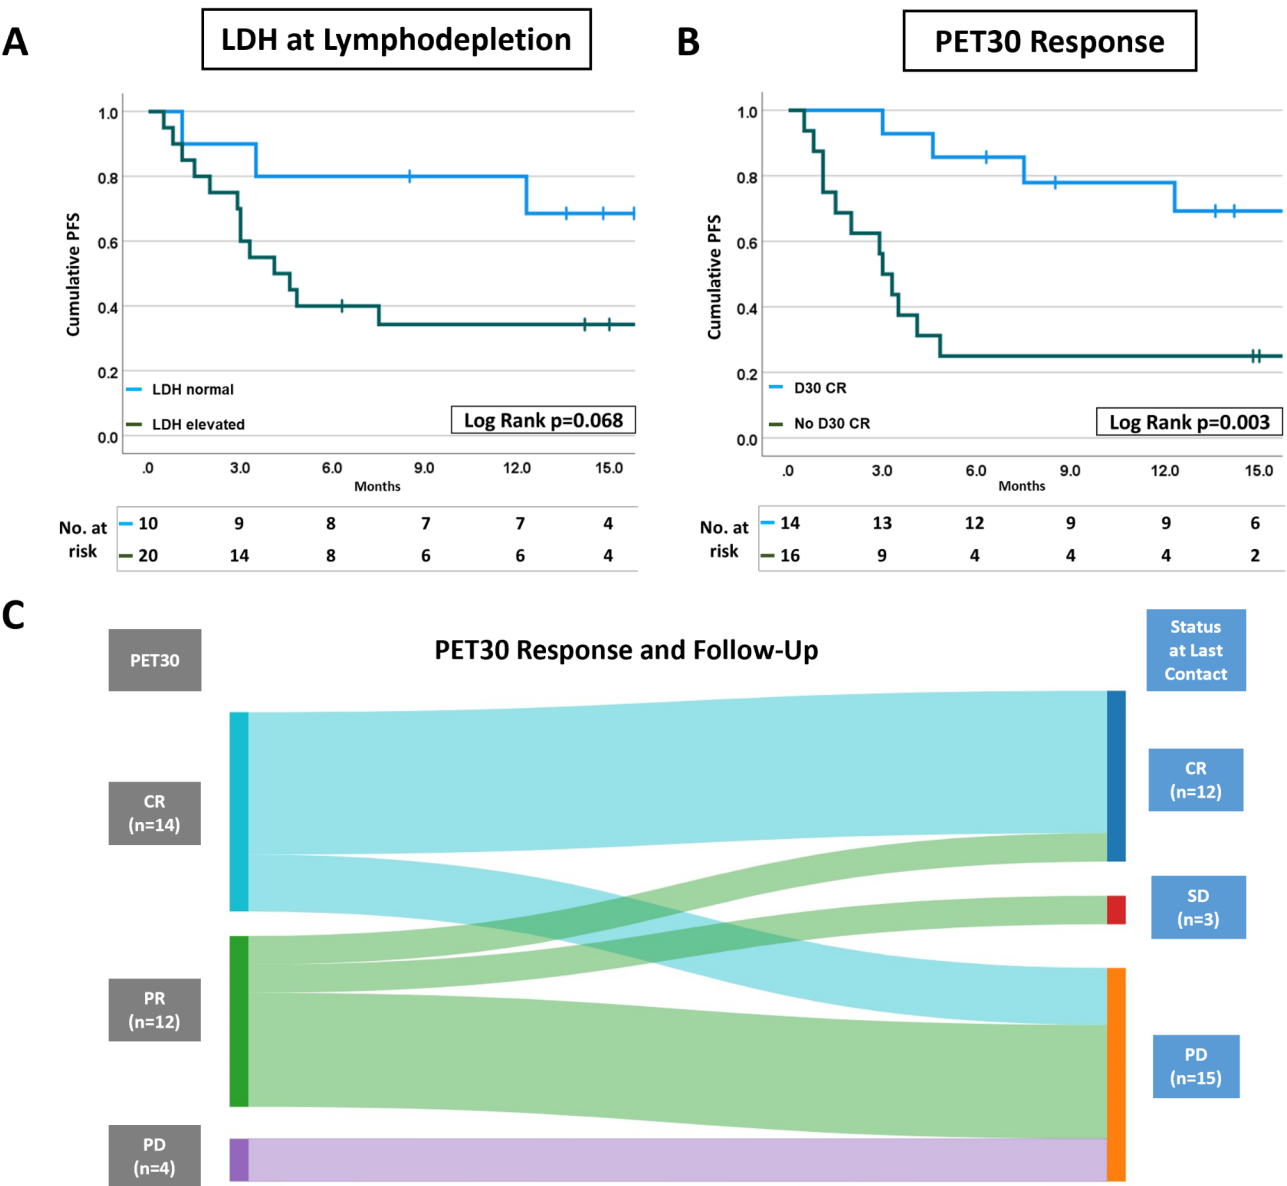 A
LDH at Lymphodepletion
Cumulative PFS
1.0
0.8
0.6
0.4
0.2
0.0
LDH normal
LDH elevated
Log Rank p=0.068
.0 3.0 6.0 9.0 12.0 15.0
Months
No. at
risk
10 9 8 7 7 4
20 14 8 6 6 4
B
PET30 Response
Cumulative PFS
1.0
0.8
0.6
0.4
0.2
0.0
D30 CR
No D30 CR
Log Rank p=0.003
.0 3.0 6.0 9.0 12.0 15.0
Months
No. at
risk
14 13 12 9 9 6
16 9 4 4 4 2
C
PET30 Response and Follow-Up
PET30
CR
(n=14)
PR
(n=12)
PD
(n=4)
Status
at Last
Contact
CR
(n=12)
SD
(n=3)
PD
(n=15)